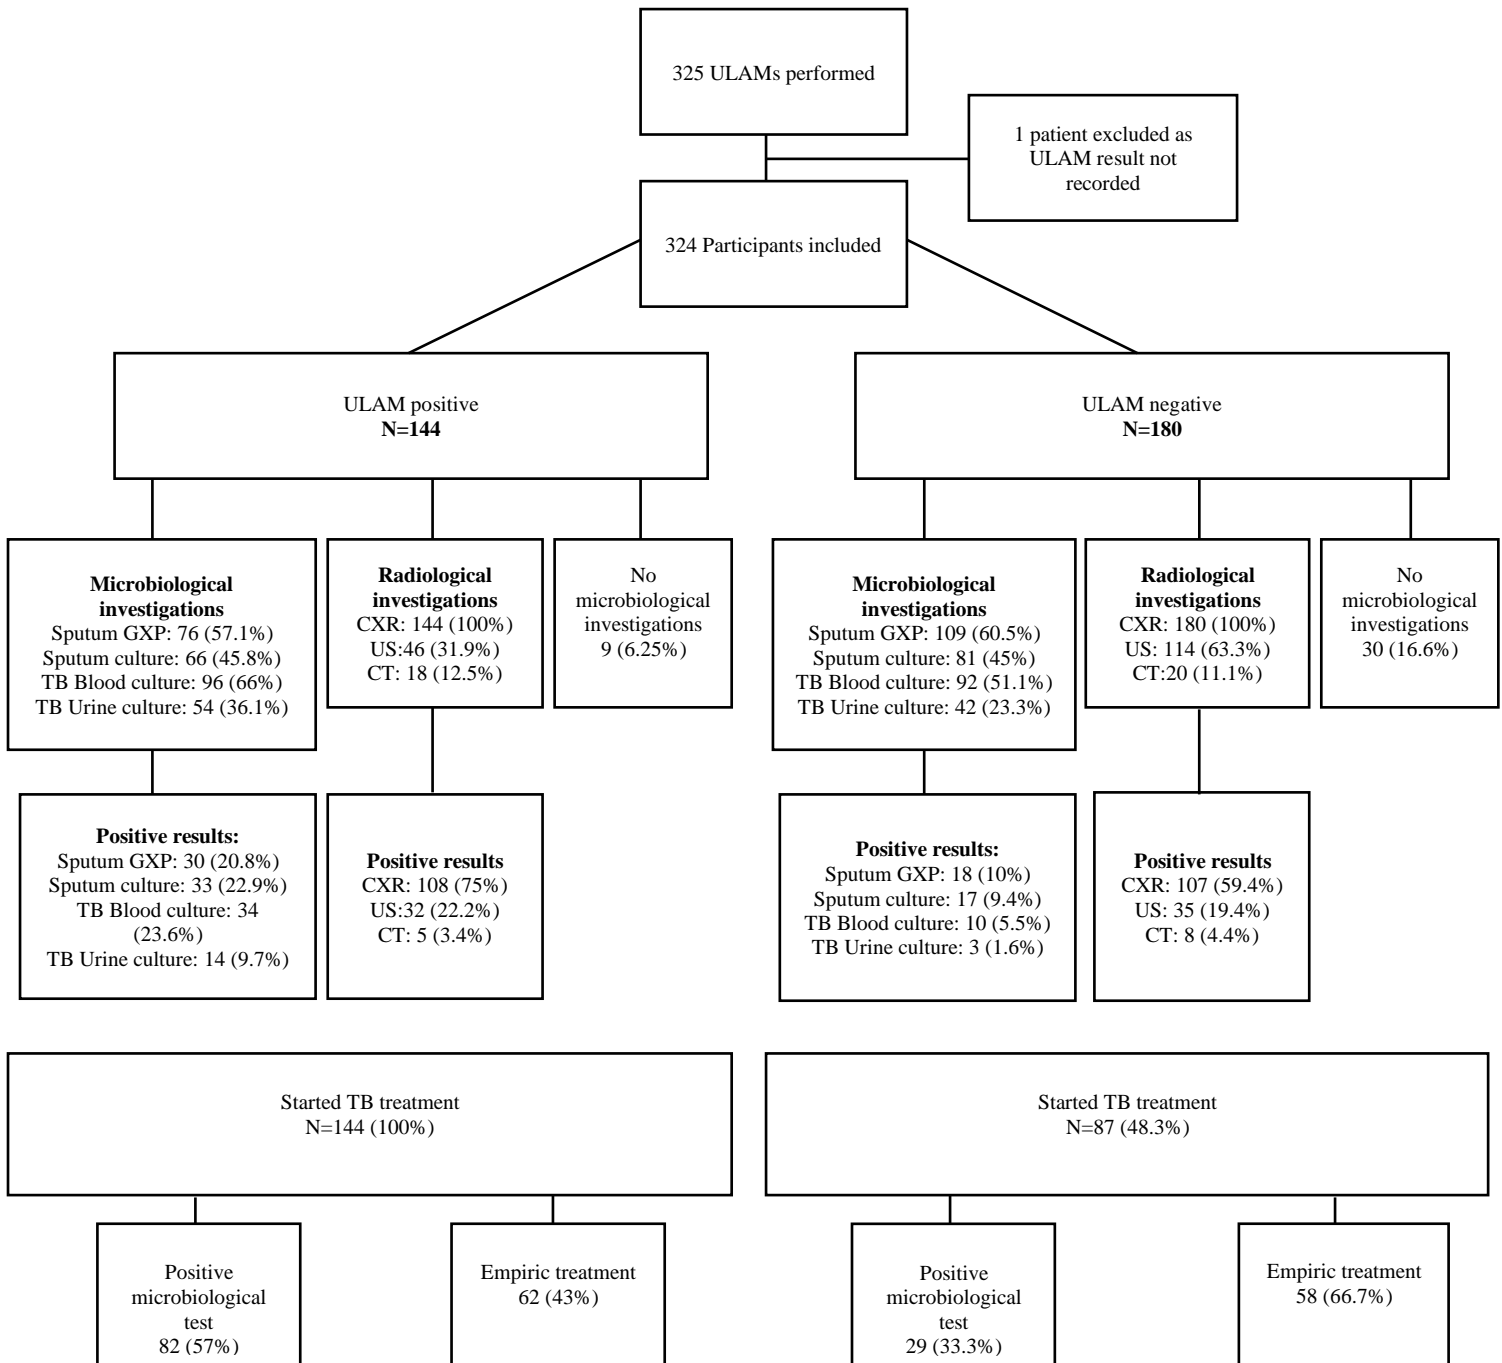 325 ULAMs performed
1 patient excluded as
ULAM result not
recorded
324 Participants included
ULAM positive
N=144
ULAM negative
N=180
Microbiological
investigations
Sputum GXP: 76 (57.1%)
Sputum culture: 66 (45.8%)
TB Blood culture: 96 (66%)
TB Urine culture: 54 (36.1%)
Radiological
investigations
CXR: 144 (100%)
US:46 (31.9%)
CT: 18 (12.5%)
No
microbiological
investigations
9 (6.25%)
Microbiological
investigations
Sputum GXP: 109 (60.5%)
Sputum culture: 81 (45%)
TB Blood culture: 92 (51.1%)
TB Urine culture: 42 (23.3%)
Radiological
investigations
CXR: 180 (100%)
US: 114 (63.3%)
CT:20 (11.1%)
No
microbiological
investigations
30 (16.6%)
Positive results:
Sputum GXP: 30 (20.8%)
Sputum culture: 33 (22.9%)
TB Blood culture: 34
(23.6%)
TB Urine culture: 14 (9.7%)
Positive results
CXR: 108 (75%)
US:32 (22.2%)
CT: 5 (3.4%)
Positive results:
Sputum GXP: 18 (10%)
Sputum culture: 17 (9.4%)
TB Blood culture: 10 (5.5%)
TB Urine culture: 3 (1.6%)
Positive results
CXR: 107 (59.4%)
US: 35 (19.4%)
CT: 8 (4.4%)
Started TB treatment
N=144 (100%)
Started TB treatment
N=87 (48.3%)
Positive
microbiological
test
82 (57%)
Empiric treatment
62 (43%)
Positive
microbiological
test
29 (33.3%)
Empiric treatment
58 (66.7%)